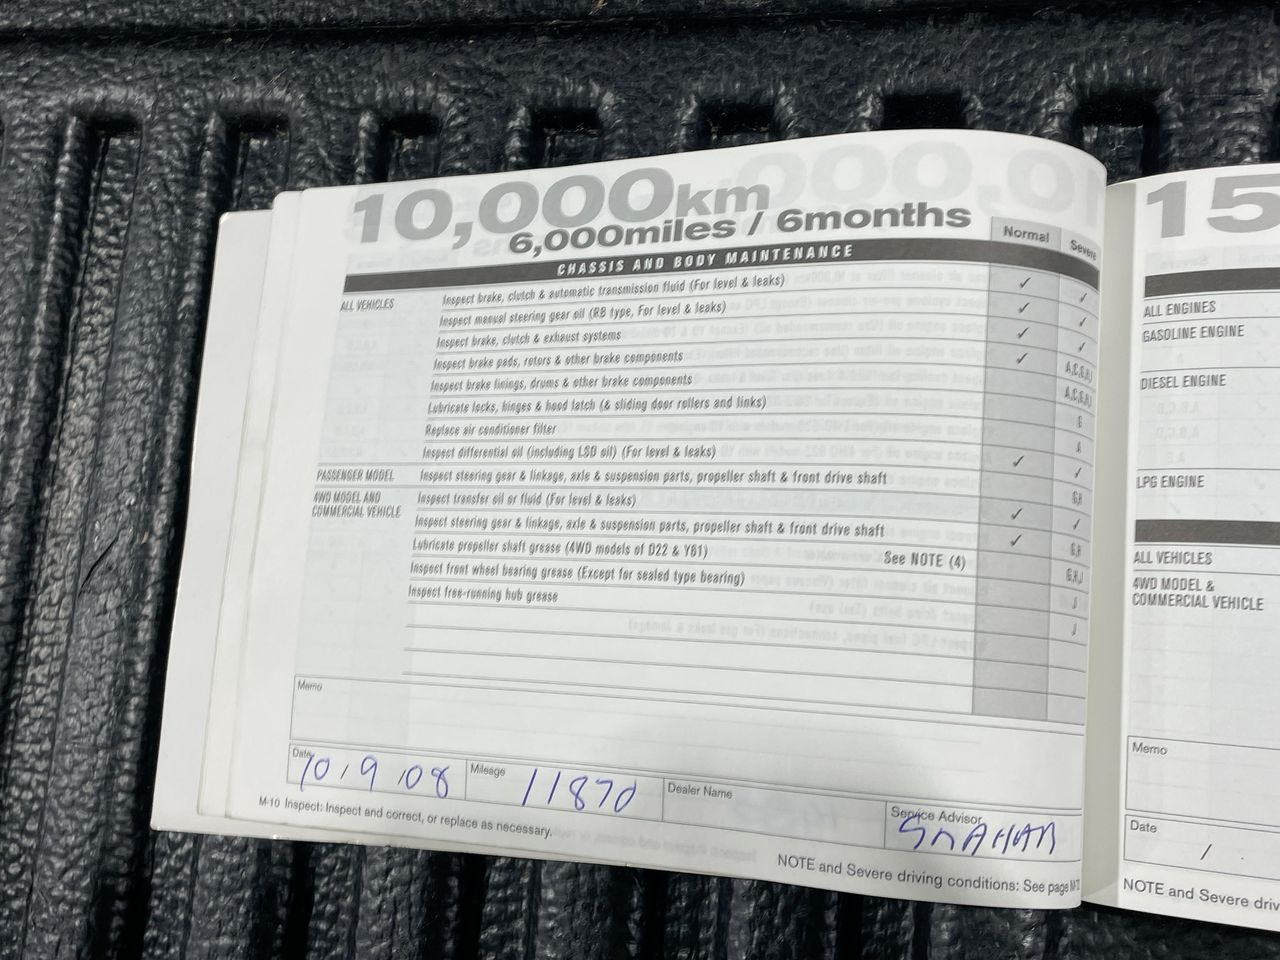 10,000km
6,000miles / 6months
Normal Severe
CHASSIS AND BODY MAINTENANCE
ALL VEHICLES Inspect brake, clutch & automatic transmission fluid (For level & leaks) ✓ ✓
Inspect manual steering gear oil (RB type, For level & leaks) ✓ ✓
Inspect brake, clutch & exhaust systems ✓ ✓
Inspect brake pads, rotors & other brake components ✓
Inspect brake linings, drums & other brake components
Lubricate locks, hinges & hood latch (& sliding door rollers and links) G
Replace air conditioner filter A
Inspect differential oil (including LSD oil) (For level & leaks) ✓ ✓
PASSENGER MODEL Inspect steering gear & linkage, axle & suspension parts, propeller shaft & front drive shaft G,H
4WD MODEL AND
COMMERCIAL VEHICLE
Inspect transfer oil or fluid (For level & leaks) ✓ ✓
Inspect steering gear & linkage, axle & suspension parts, propeller shaft & front drive shaft ✓ G,H
Lubricate propeller shaft grease (4WD models of D22 & Y61) See NOTE (4) G,H,J
Inspect front wheel bearing grease (Except for sealed type bearing) J
Inspect free-running hub grease J
Memo
Date 10/9/08 Mileage 11870 Dealer Name Service Advisor
M-10 Inspect: Inspect and correct, or replace as necessary.
NOTE and Severe driving conditions: See page
15
ALL ENGINES
GASOLINE ENGINE
DIESEL ENGINE
LPG ENGINE
ALL VEHICLES
4WD MODEL &
COMMERCIAL VEHICLE
Memo
Date
/
NOTE and Severe